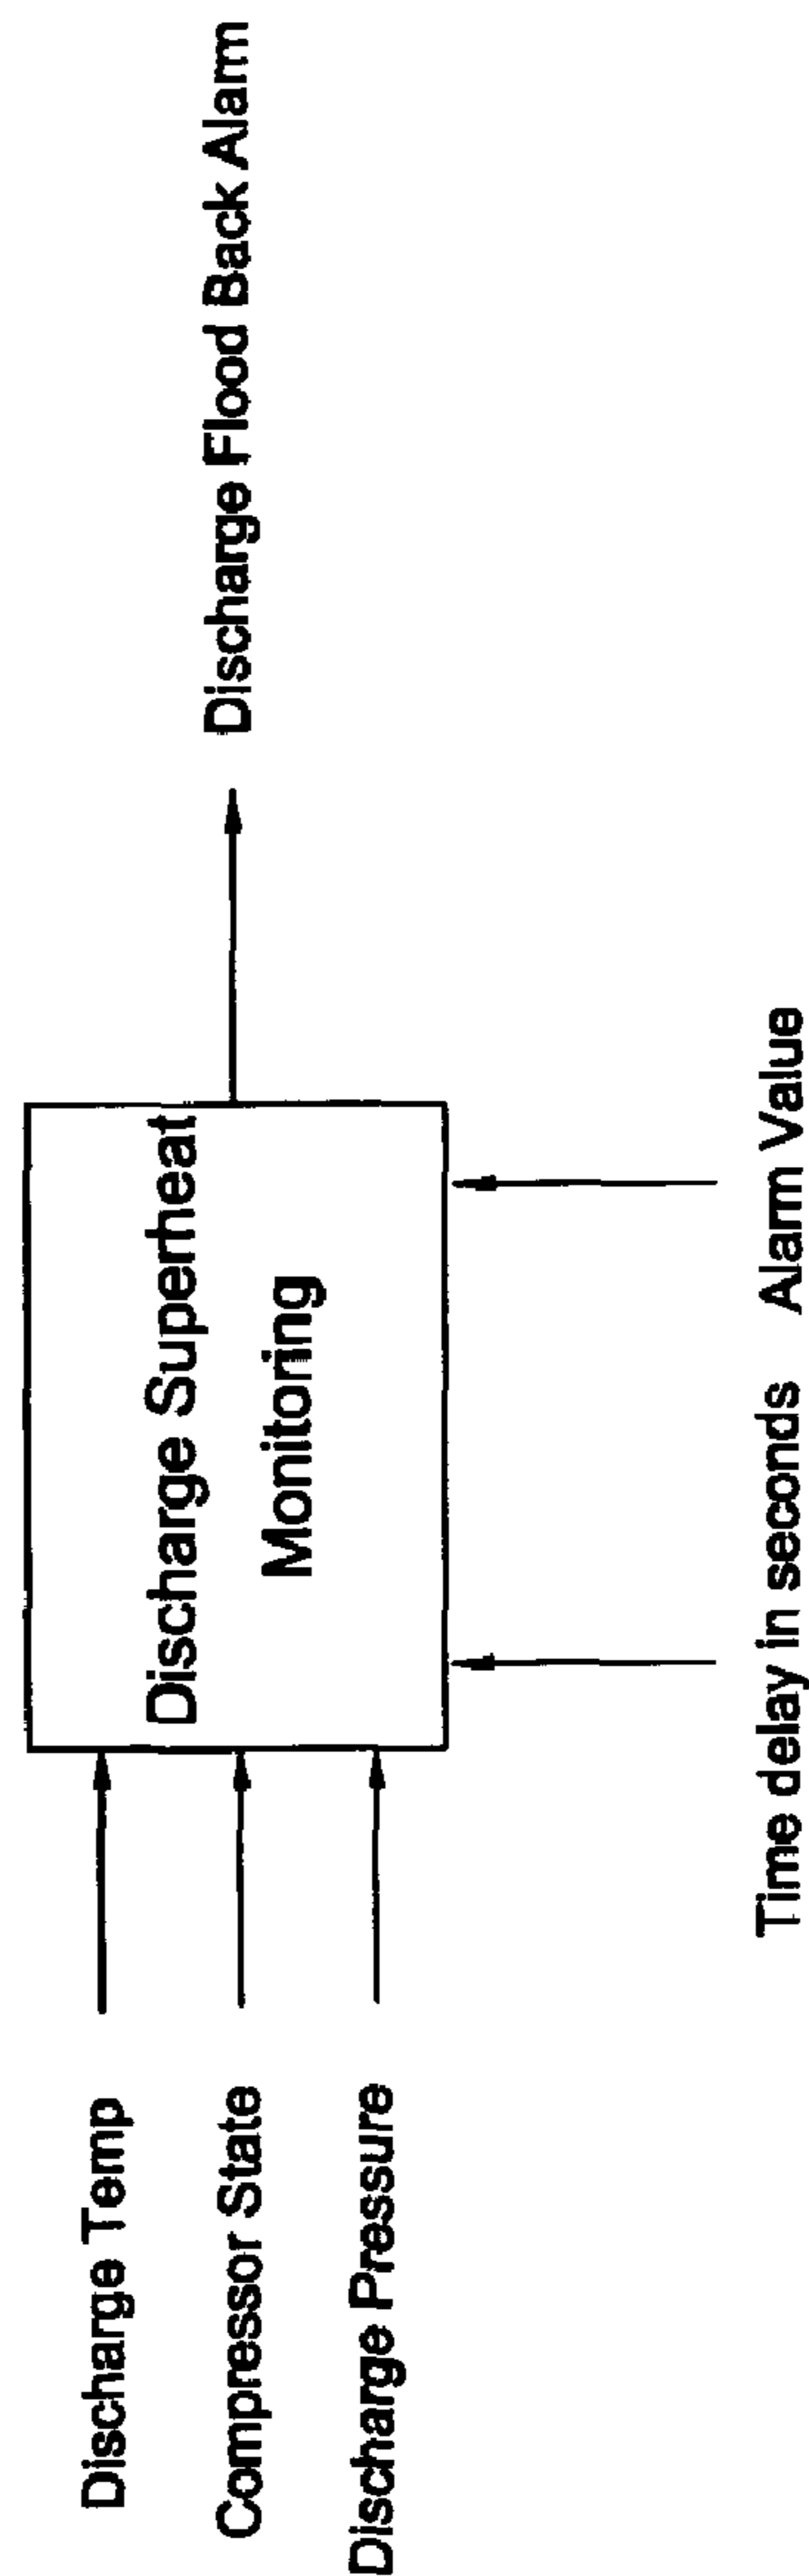 Discharge Temp
Compressor State
Discharge Pressure
Discharge Superheat
Monitoring
Discharge Flood Back Alarm
Time delay in seconds
Alarm Value